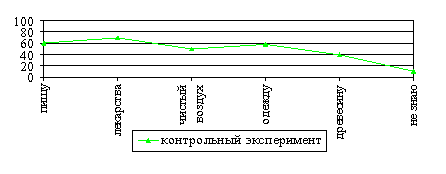 100
80
60
40
20
0
пищу
лекарства
чистый
воздух
одежду
древесину
не знаю
контрольный эксперимент